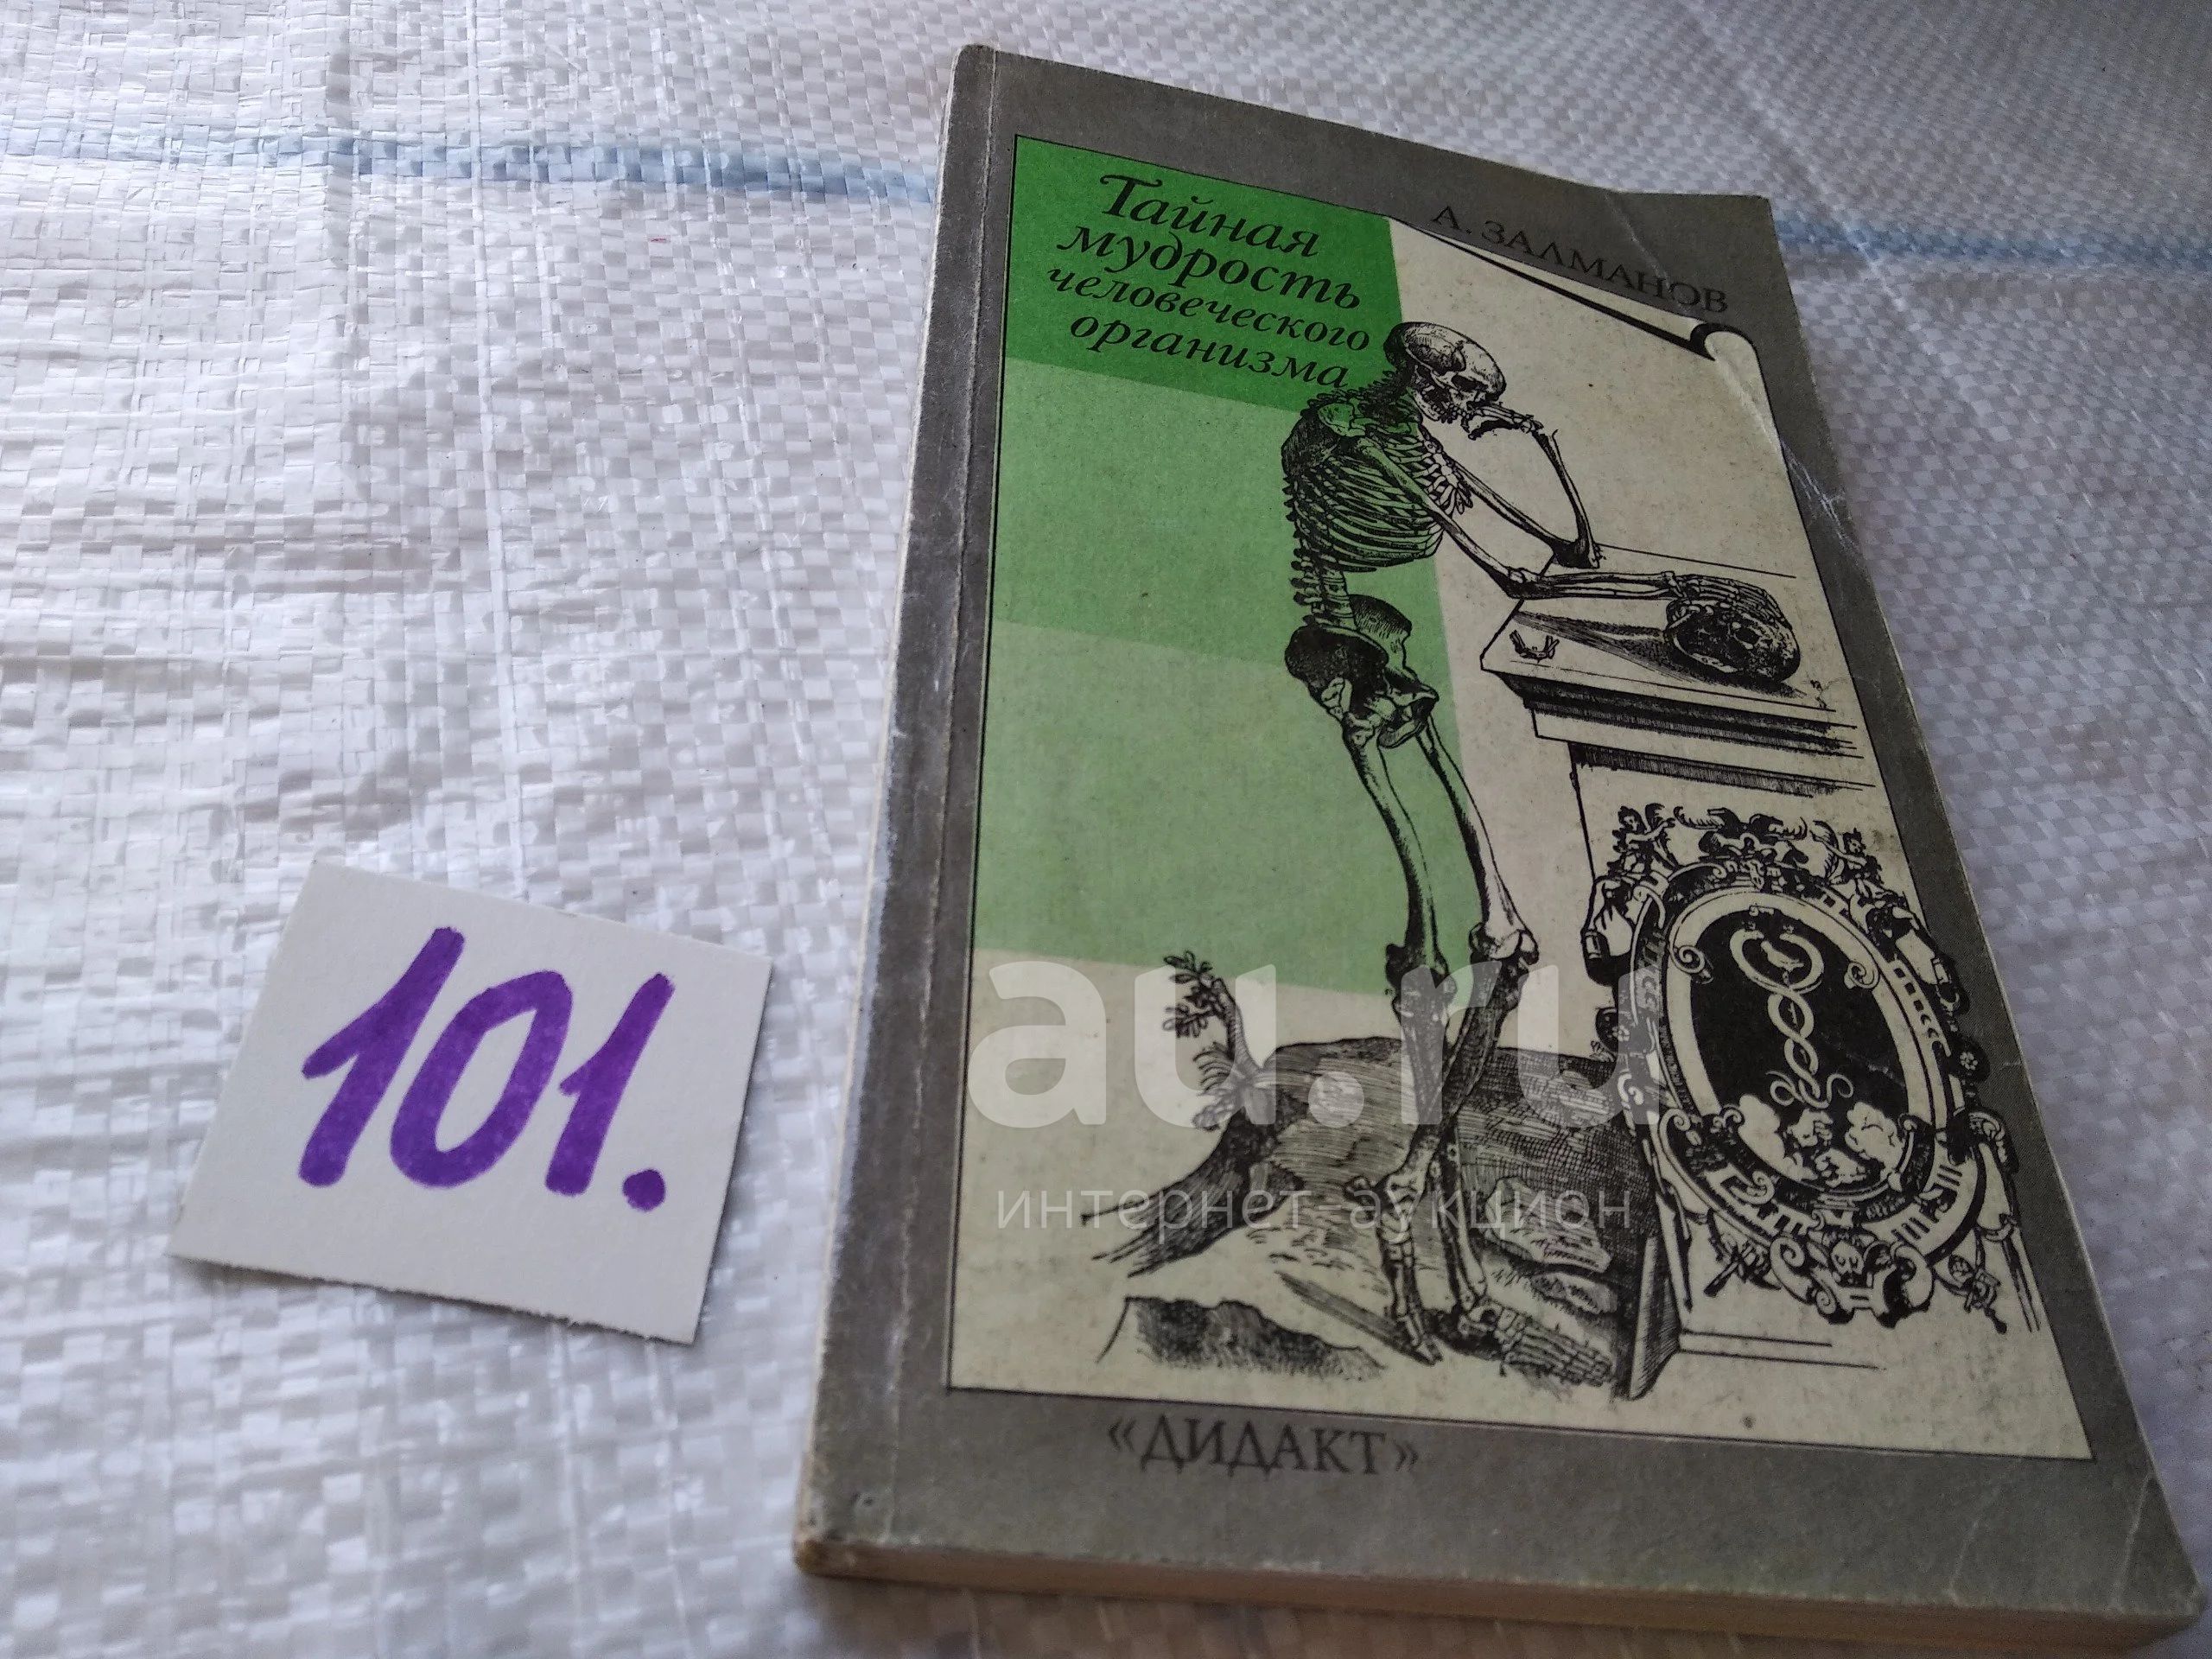 А. ЗАЛМАНОВ
Тайная
мудрость
человеческого
организма
101.
au.ru
интернет-аукцион
«ДИДАКТ»